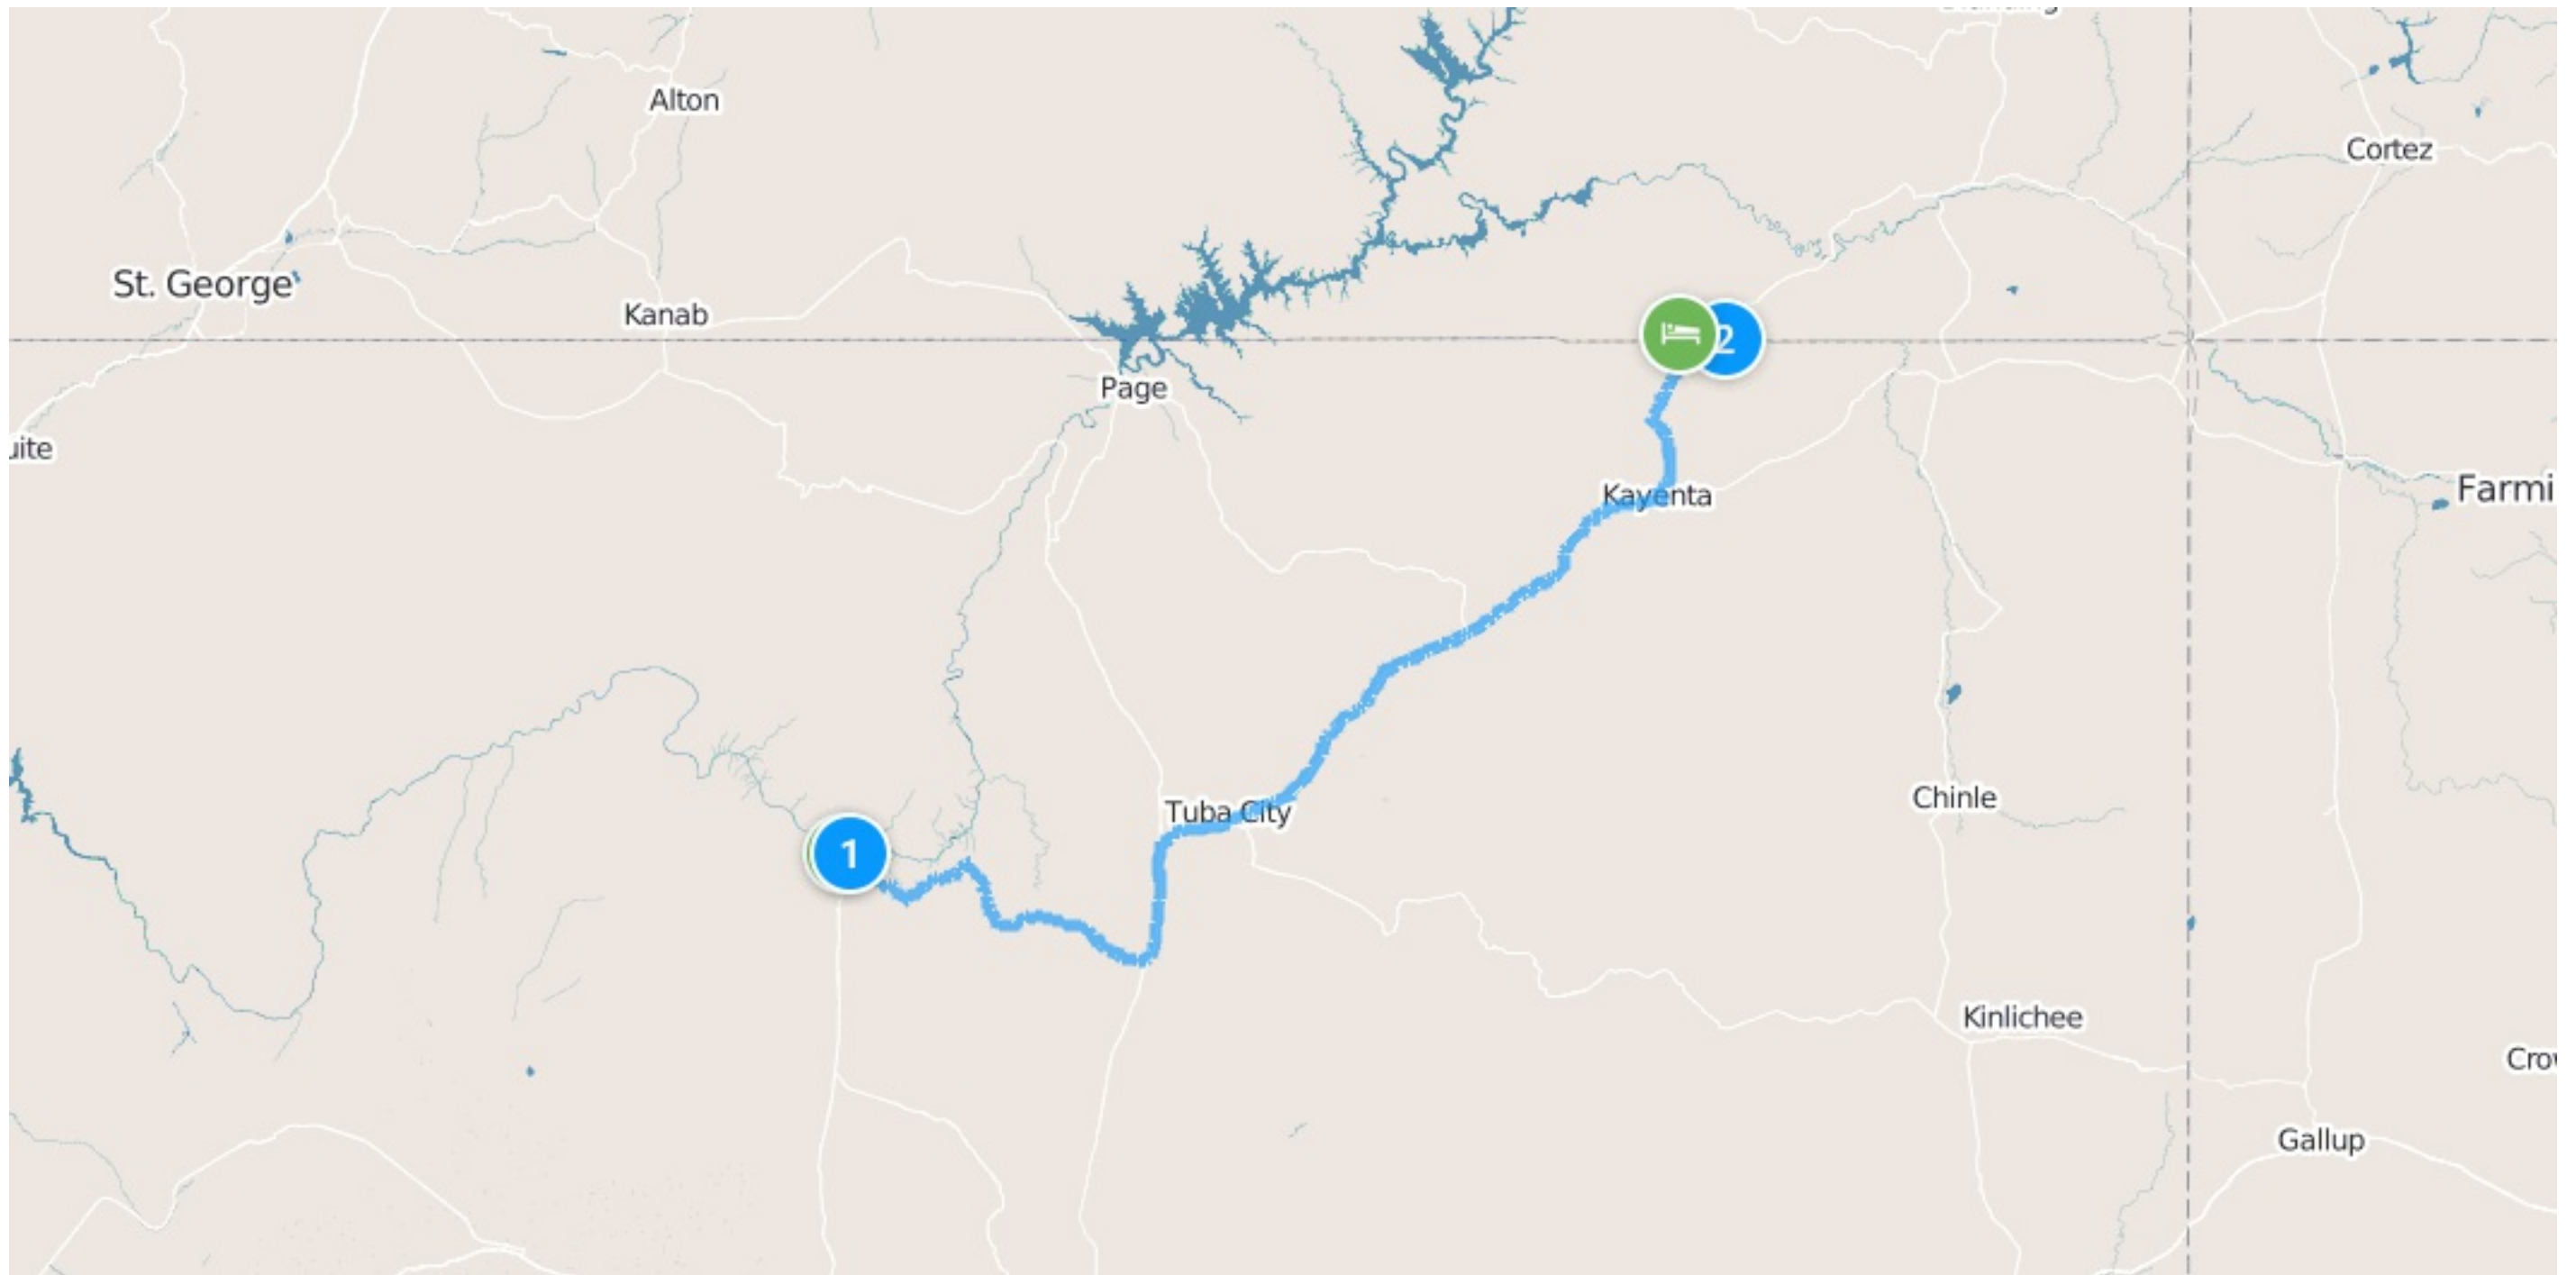 Alton
Cortez
St. George
Kanab
2
Page
uite
Kayenta
Farmi
Tuba City
Chinle
1
Kinlichee
Cro
Gallup